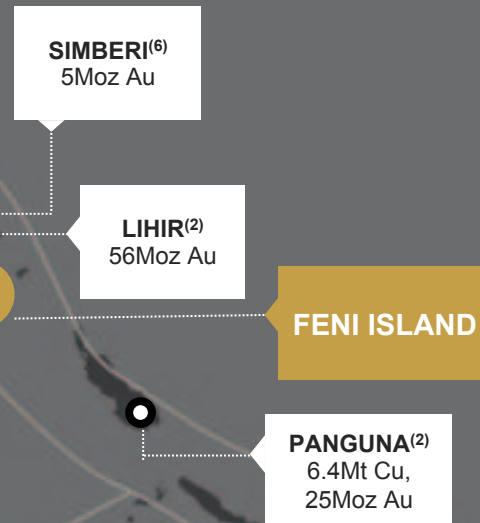 SIMBERI(6)
5Moz Au
LIHIR(2)
56Moz Au
FENI ISLAND
PANGUNA(2)
6.4Mt Cu,
25Moz Au